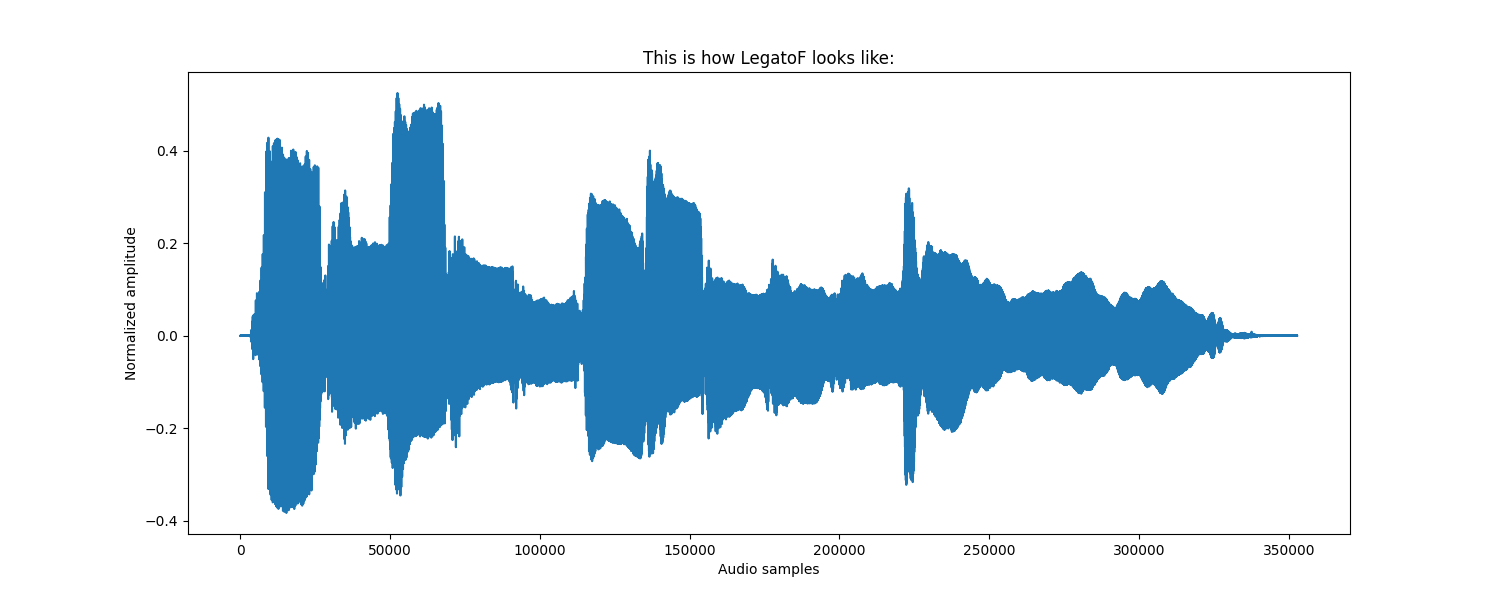 This is how LegatoF looks like:
Normalized amplitude
0.4
0.2
0.0
−0.2
−0.4
0 50000 100000 150000 200000 250000 300000 350000
Audio samples